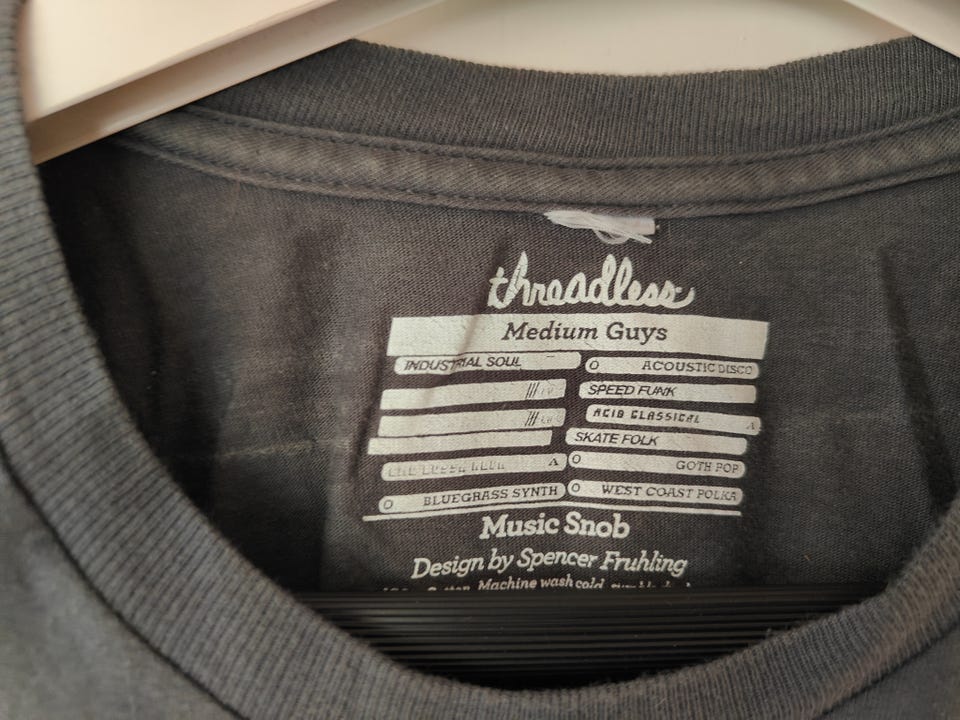 threadless
Medium Guys
INDUSTRIAL SOUL
ACOUSTIC DISCO
SPEED FUNK
ACID CLASSICAL
SKATE FOLK
GOTH POP
BLUEGRASS SYNTH
WEST COAST POLKA
Music Snob
Design by Spencer Fruhling
Machine wash cold